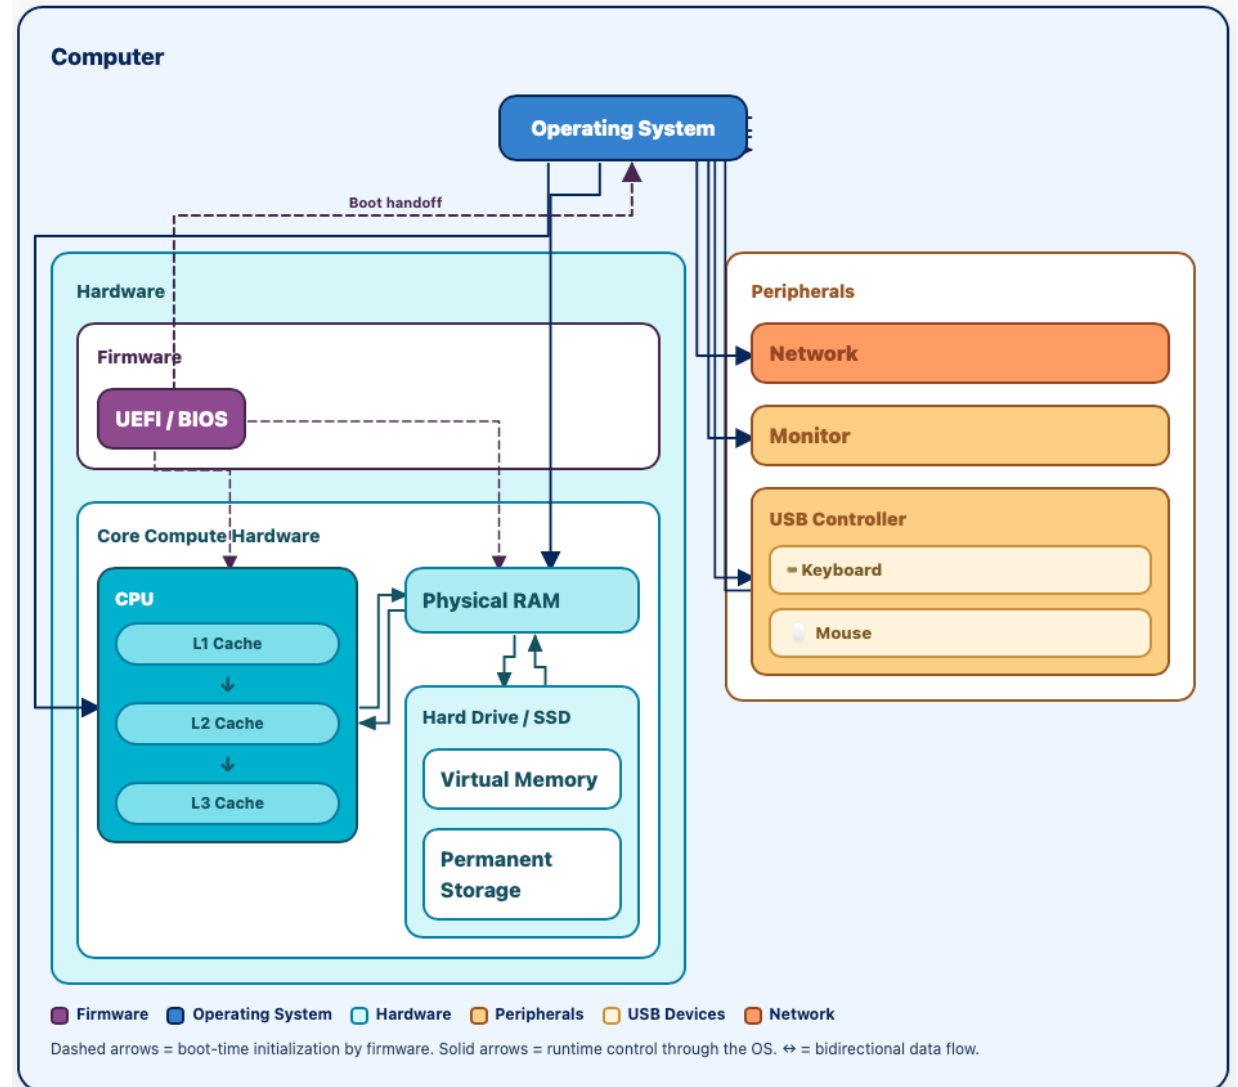 Computer
Operating System
Boot handoff
Hardware
Firmware
UEFI / BIOS
Core Compute Hardware
CPU
L1 Cache
↓
L2 Cache
↓
L3 Cache
Physical RAM
Hard Drive / SSD
Virtual Memory
Permanent
Storage
Peripherals
Network
Monitor
USB Controller
Keyboard
Mouse
Firmware
Operating System
Hardware
Peripherals
USB Devices
Network
Dashed arrows = boot-time initialization by firmware. Solid arrows = runtime control through the OS. ↔ = bidirectional data flow.